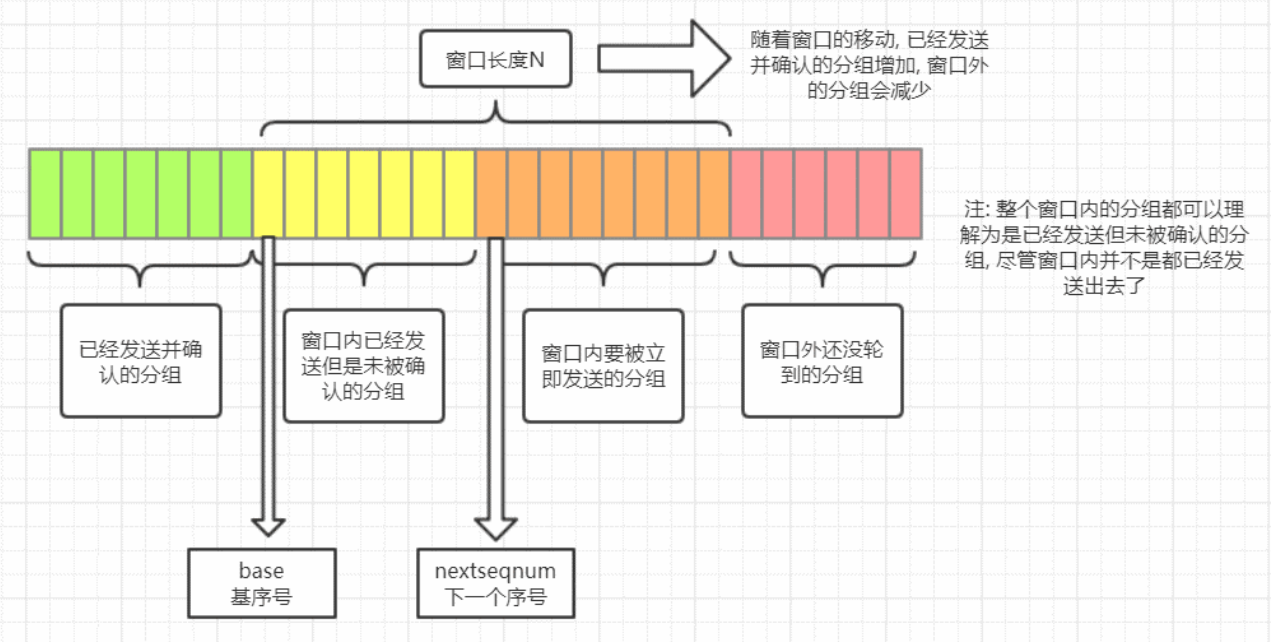 窗口长度N
随着窗口的移动, 已经发送
并确认的分组增加, 窗口外
的分组会减少
注: 整个窗口内的分组都可以理
解为是已经发送但未被确认的分
组, 尽管窗口内并不是都已经发
送出去了
已经发送并确
认的分组
窗口内已经发
送但是未被确
认的分组
窗口内要被立
即发送的分组
窗口外还没轮
到的分组
base
基序号
nextseqnum
下一个序号